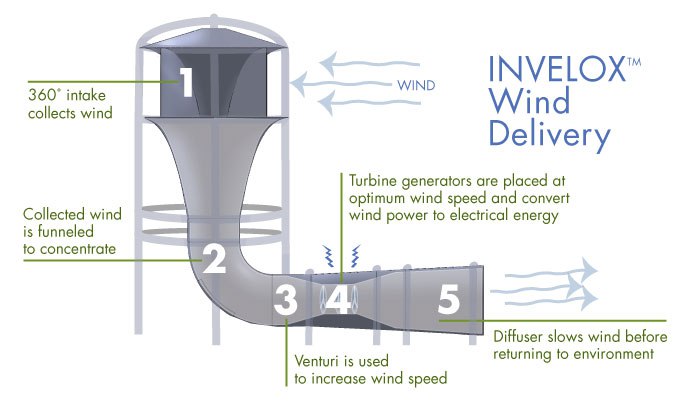 INVELOX™
Wind
Delivery
WIND
1
360° intake
collects wind
Turbine generators are placed at
optimum wind speed and convert
wind power to electrical energy
Collected wind
is funneled
to concentrate
2
3
4
5
Diffuser slows wind before
returning to environment
Venturi is used
to increase wind speed